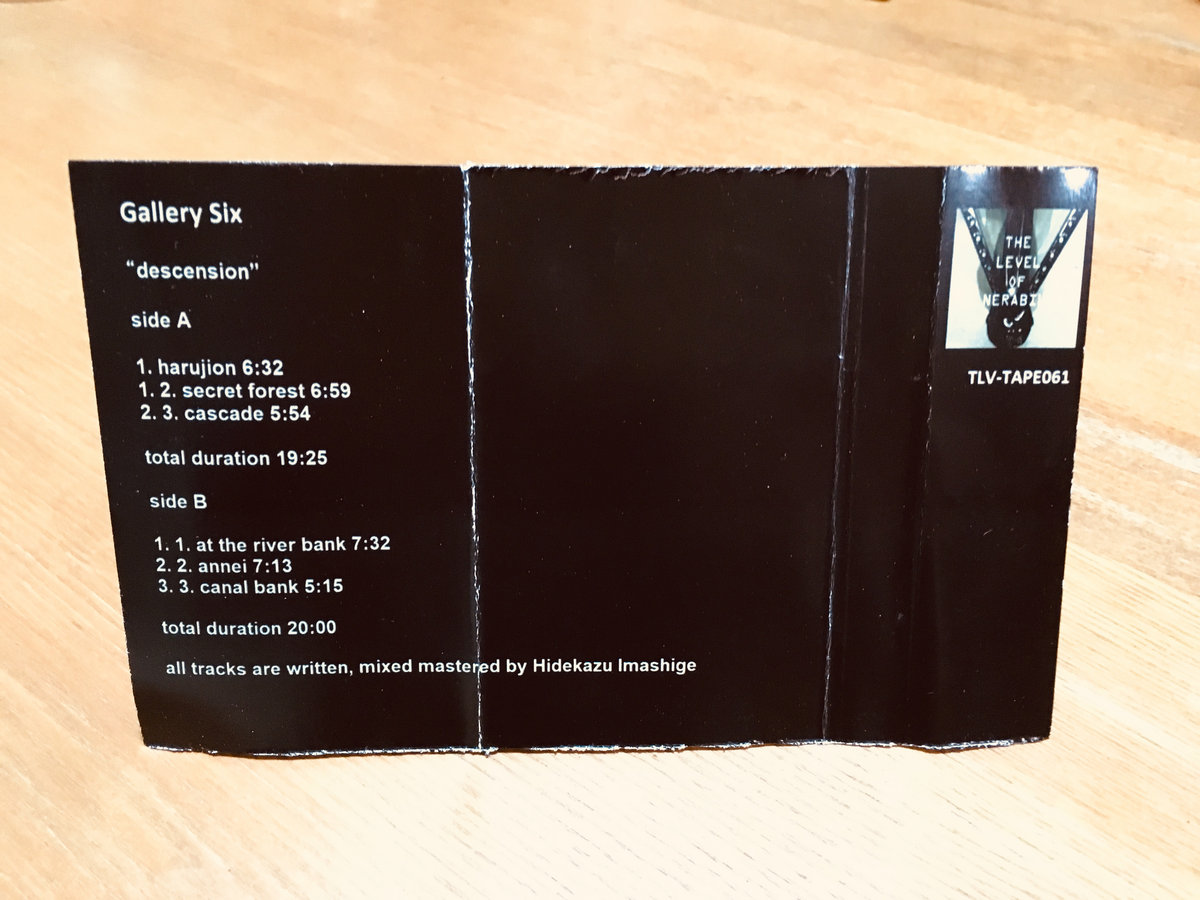 Gallery Six
“descension”
side A
1. harujion 6:32
1. 2. secret forest 6:59
2. 3. cascade 5:54
total duration 19:25
side B
1. 1. at the river bank 7:32
2. 2. annei 7:13
3. 3. canal bank 5:15
total duration 20:00
all tracks are written, mixed mastered by Hidekazu Imashige
THE
LEVEL
OF
TLV-TAPE061